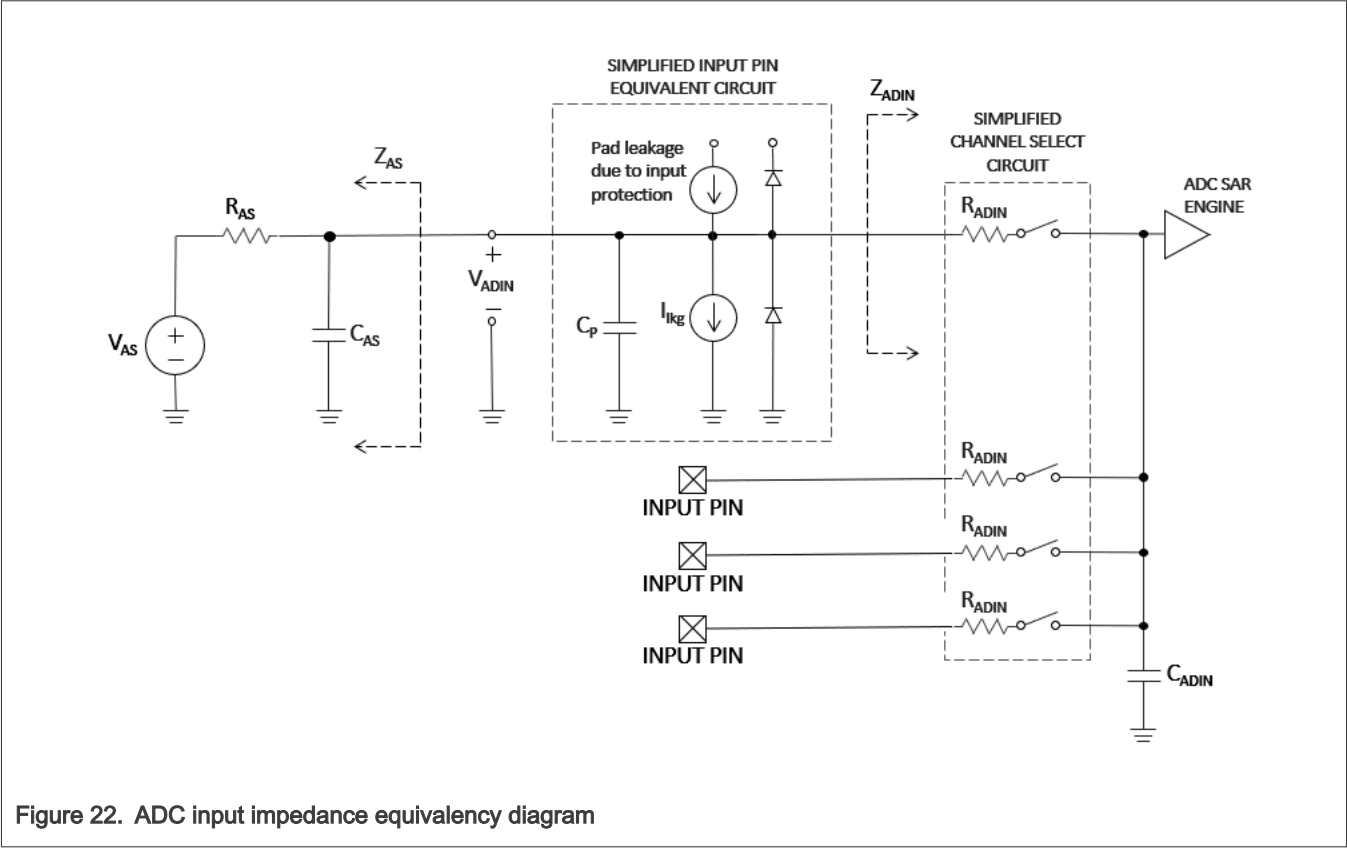 SIMPLIFIED INPUT PIN
EQUIVALENT CIRCUIT
ZADIN
SIMPLIFIED
CHANNEL SELECT
CIRCUIT
Pad leakage
due to input
protection
ZAS
ADC SAR
ENGINE
RAS
RADIN
+
VADIN
−
VAS
+
−
CAS
CP
Ilkg
RADIN
INPUT PIN
RADIN
INPUT PIN
RADIN
INPUT PIN
CADIN
Figure 22. ADC input impedance equivalency diagram